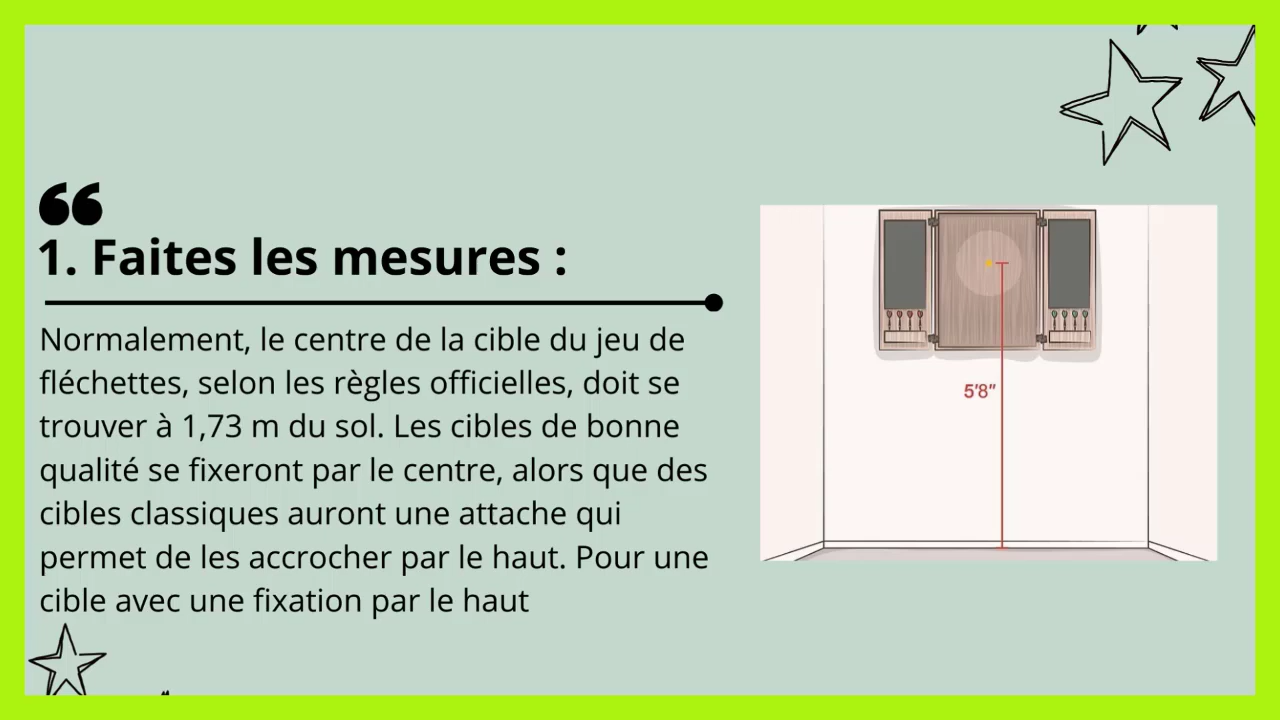 ❝
1. Faites les mesures :
Normalement, le centre de la cible du jeu de
fléchettes, selon les règles officielles, doit se
trouver à 1,73 m du sol. Les cibles de bonne
qualité se fixeront par le centre, alors que des
cibles classiques auront une attache qui
permet de les accrocher par le haut. Pour une
cible avec une fixation par le haut
5'8"